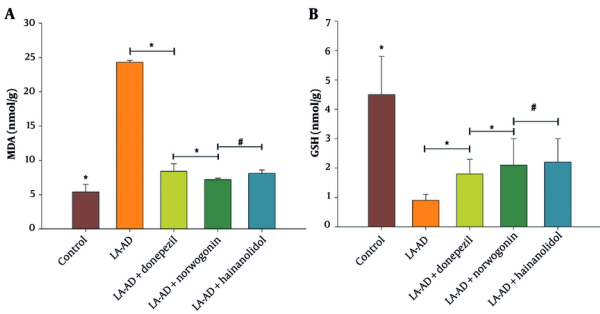 A
MDA (nmol/g)
30
25
20
15
10
5
0
*
*
*
#
Control
LA-AD
LA-AD + donepezil
LA-AD + norwogonin
LA-AD + hainanolidol
B
GSH (nmol/g)
7
6
5
4
3
2
1
0
*
*
*
#
Control
LA-AD
LA-AD + donepezil
LA-AD + norwogonin
LA-AD + hainanolidol